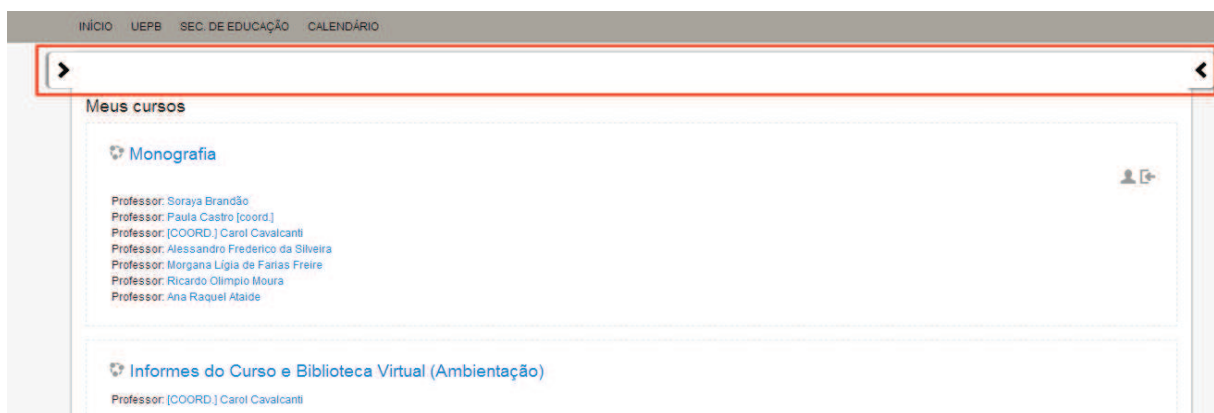 INÍCIO UEPB SEC. DE EDUCAÇÃO CALENDÁRIO
Meus cursos
Monografia
Professor: Soraya Brandão
Professor: Paula Castro [coord.]
Professor: [COORD.] Carol Cavalcanti
Professor: Alessandro Frederico da Silveira
Professor: Morgana Lígia de Farias Freire
Professor: Ricardo Olimpio Moura
Professor: Ana Raquel Ataide
Informes do Curso e Biblioteca Virtual (Ambientação)
Professor: [COORD.] Carol Cavalcanti